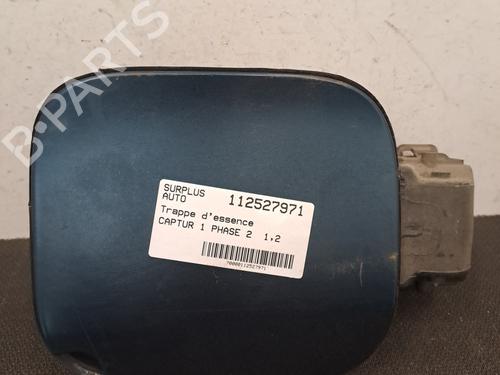 B-PARTS
SURPLUS
AUTO 112527971
Trappe d'essence
CAPTUR 1 PHASE 2 1,2